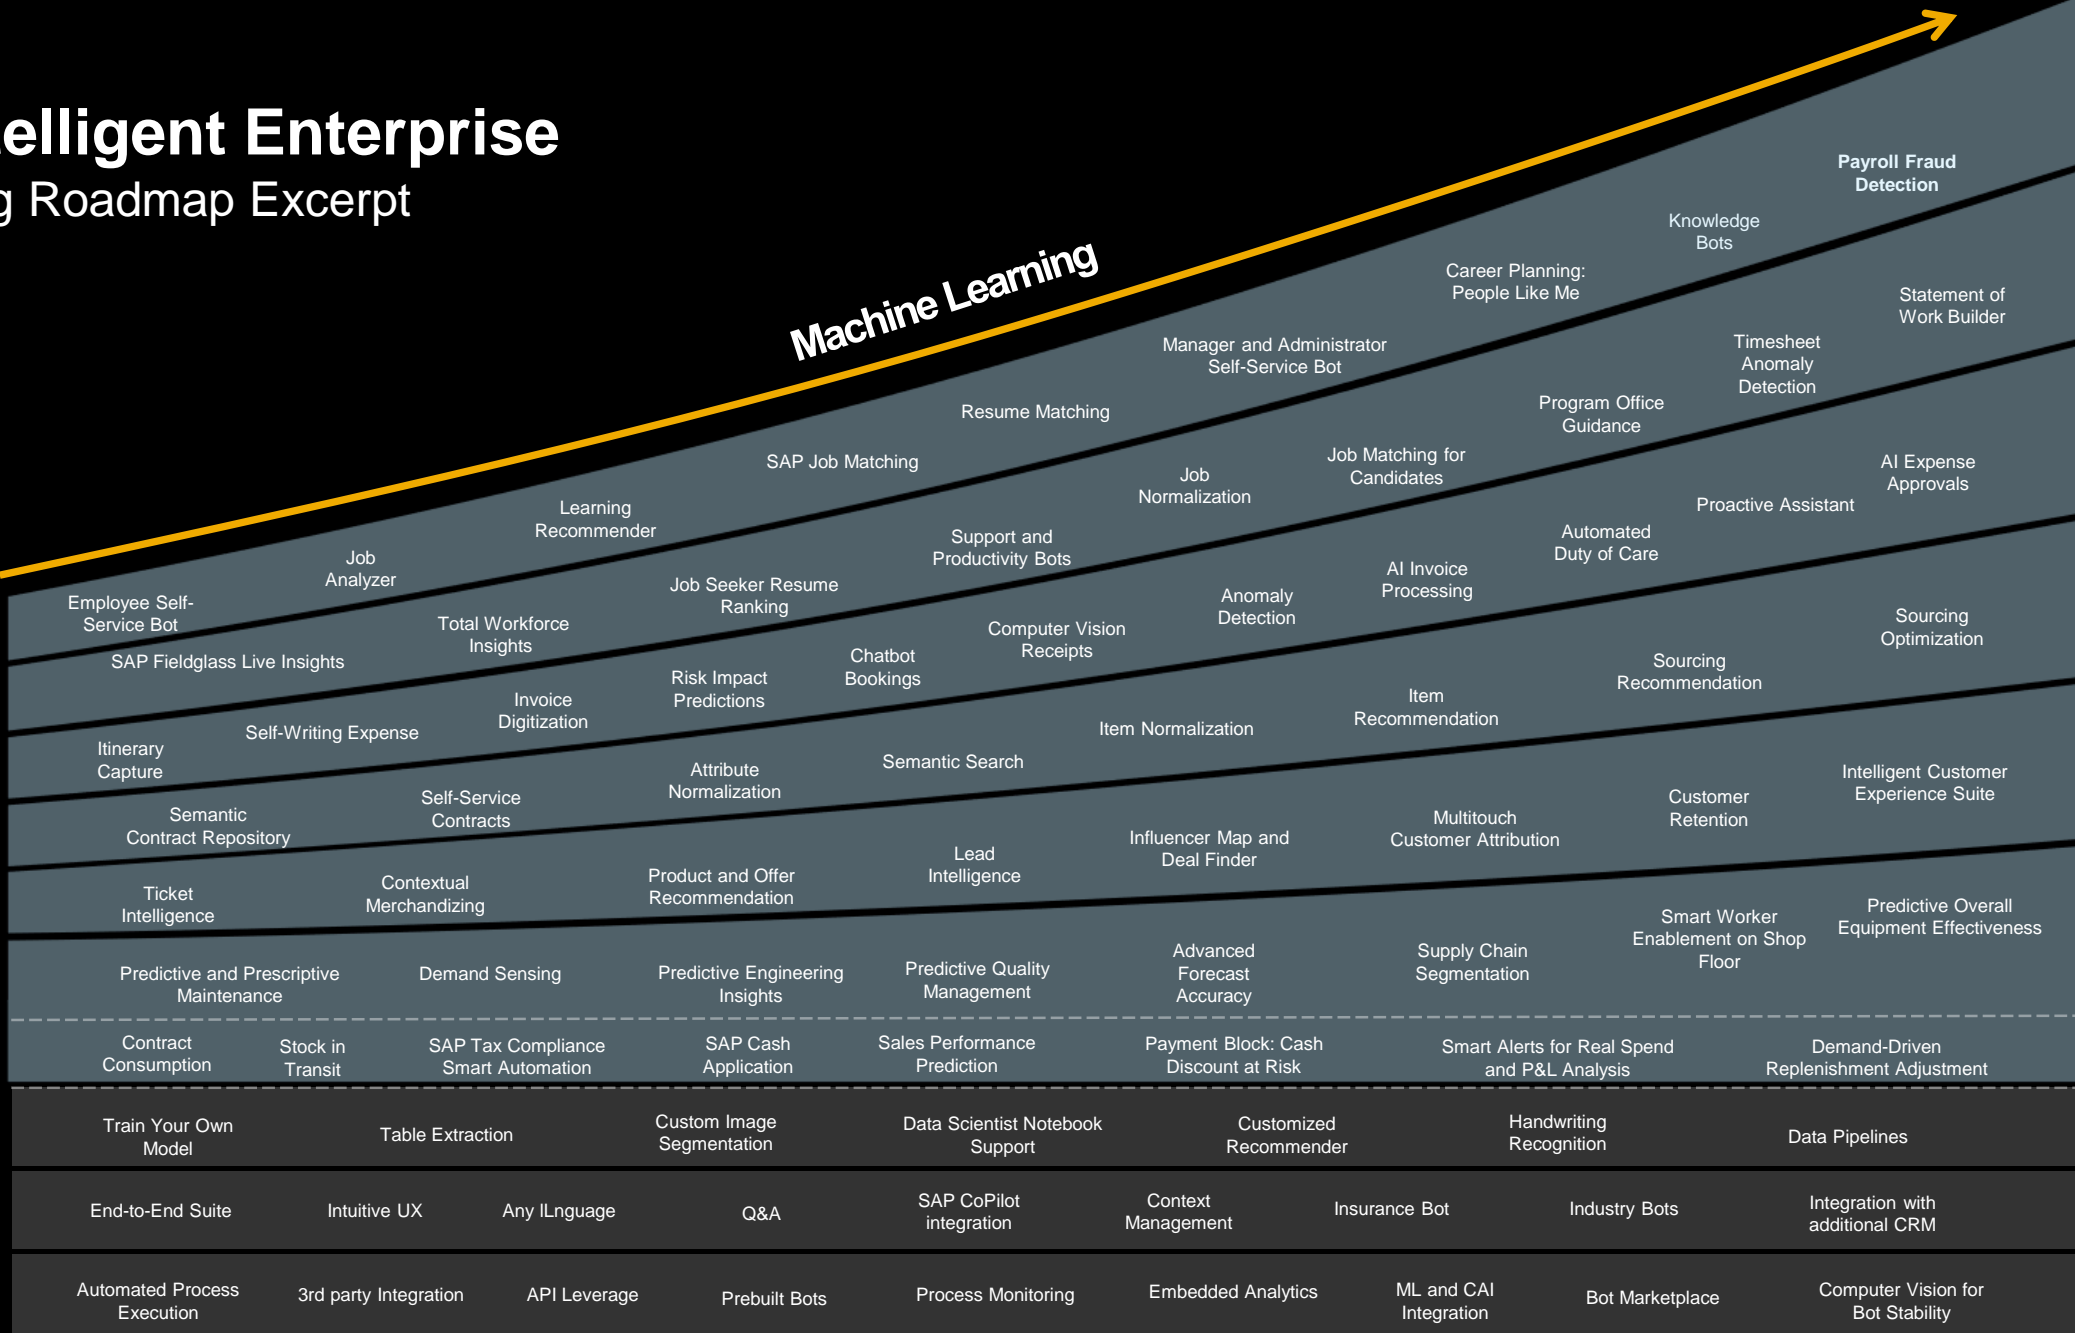 elligent Enterprise
g Roadmap Excerpt
Machine Learning
Employee Self-
Service Bot
Job
Analyzer
Learning
Recommender
SAP Job Matching
Resume Matching
Manager and Administrator
Self-Service Bot
Career Planning:
People Like Me
Knowledge
Bots
Payroll Fraud
Detection
SAP Fieldglass Live Insights
Total Workforce
Insights
Job Seeker Resume
Ranking
Support and
Productivity Bots
Job
Normalization
Job Matching for
Candidates
Program Office
Guidance
Timesheet
Anomaly
Detection
Statement of
Work Builder
Itinerary
Capture
Self-Writing Expense
Invoice
Digitization
Risk Impact
Predictions
Chatbot
Bookings
Computer Vision
Receipts
Anomaly
Detection
AI Invoice
Processing
Automated
Duty of Care
Proactive Assistant
AI Expense
Approvals
Semantic
Contract Repository
Self-Service
Contracts
Attribute
Normalization
Semantic Search
Item Normalization
Item
Recommendation
Sourcing
Recommendation
Sourcing
Optimization
Ticket
Intelligence
Contextual
Merchandizing
Product and Offer
Recommendation
Lead
Intelligence
Influencer Map and
Deal Finder
Multitouch
Customer Attribution
Customer
Retention
Intelligent Customer
Experience Suite
Predictive and Prescriptive
Maintenance
Demand Sensing
Predictive Engineering
Insights
Predictive Quality
Management
Advanced
Forecast
Accuracy
Supply Chain
Segmentation
Smart Worker
Enablement on Shop
Floor
Predictive Overall
Equipment Effectiveness
Contract
Consumption
Stock in
Transit
SAP Tax Compliance
Smart Automation
SAP Cash
Application
Sales Performance
Prediction
Payment Block: Cash
Discount at Risk
Smart Alerts for Real Spend
and P&L Analysis
Demand-Driven
Replenishment Adjustment
Train Your Own
Model
Table Extraction
Custom Image
Segmentation
Data Scientist Notebook
Support
Customized
Recommender
Handwriting
Recognition
Data Pipelines
End-to-End Suite
Intuitive UX
Any lLnguage
Q&A
SAP CoPilot
integration
Context
Management
Insurance Bot
Industry Bots
Integration with
additional CRM
Automated Process
Execution
3rd party Integration
API Leverage
Prebuilt Bots
Process Monitoring
Embedded Analytics
ML and CAI
Integration
Bot Marketplace
Computer Vision for
Bot Stability